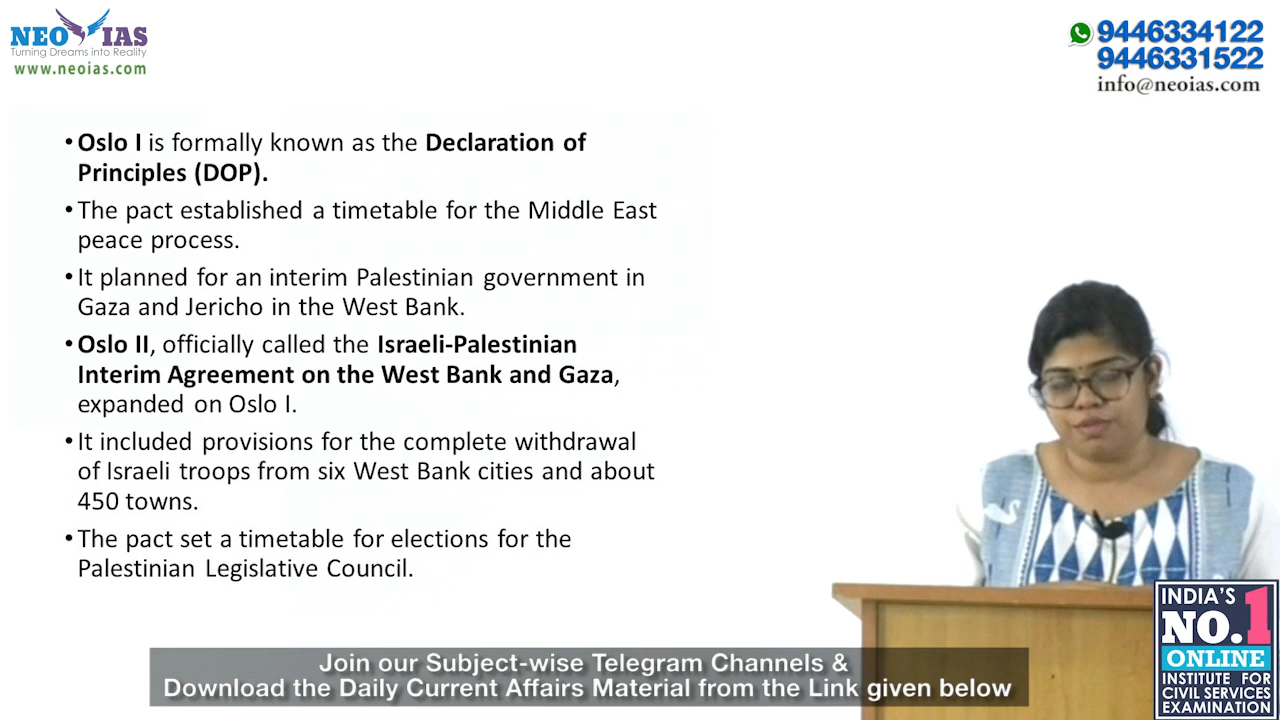 NEO IAS
Turning Dreams into Reality
www.neoias.com
9446334122
9446331522
info@neoias.com
• Oslo I is formally known as the Declaration of
Principles (DOP).
• The pact established a timetable for the Middle East
peace process.
• It planned for an interim Palestinian government in
Gaza and Jericho in the West Bank.
• Oslo II, officially called the Israeli-Palestinian
Interim Agreement on the West Bank and Gaza,
expanded on Oslo I.
• It included provisions for the complete withdrawal
of Israeli troops from six West Bank cities and about
450 towns.
• The pact set a timetable for elections for the
Palestinian Legislative Council.
INDIA'S
NO.1
ONLINE
INSTITUTE FOR
CIVIL SERVICES
EXAMINATION
Join our Subject-wise Telegram Channels &
Download the Daily Current Affairs Material from the Link given below